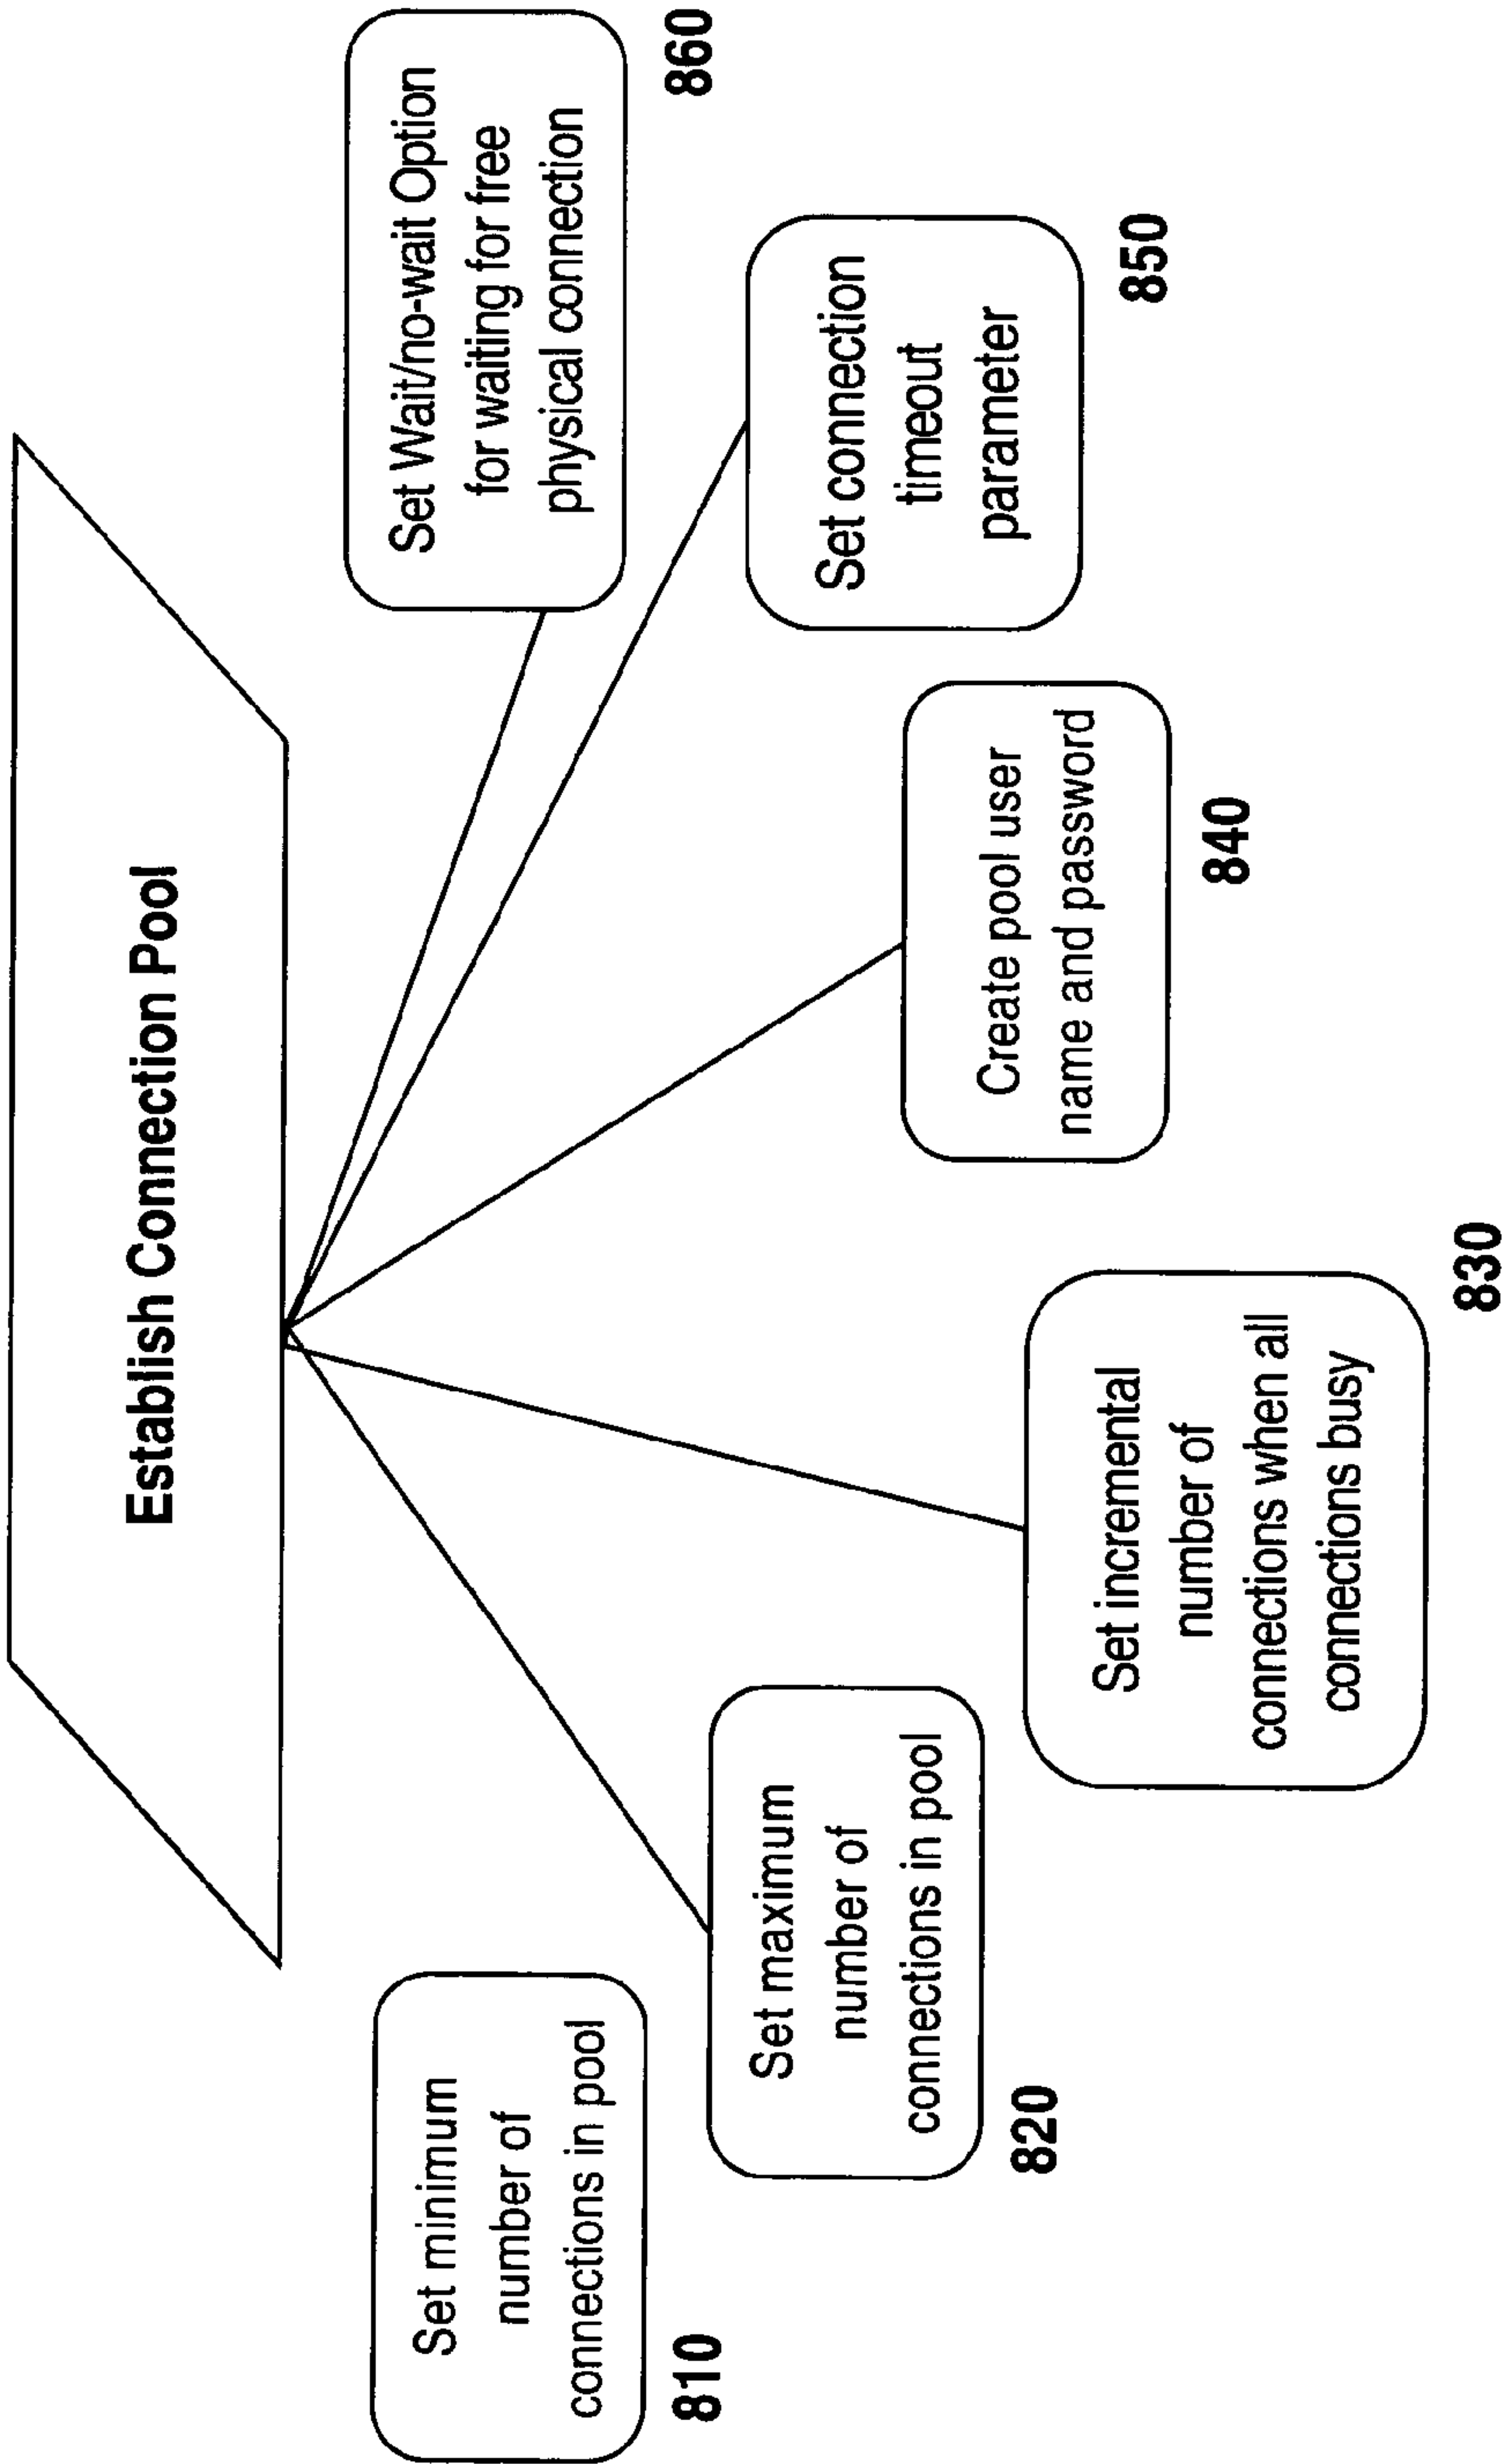 Establish Connection Pool
Set minimum
number of
connections in pool
810
Set maximum
number of
connections in pool
820
Set incremental
number of
connections when all
connections busy
830
Create pool user
name and password
840
Set connection
timeout
parameter
850
Set Wait/no-wait Option
for waiting for free
physical connection
860